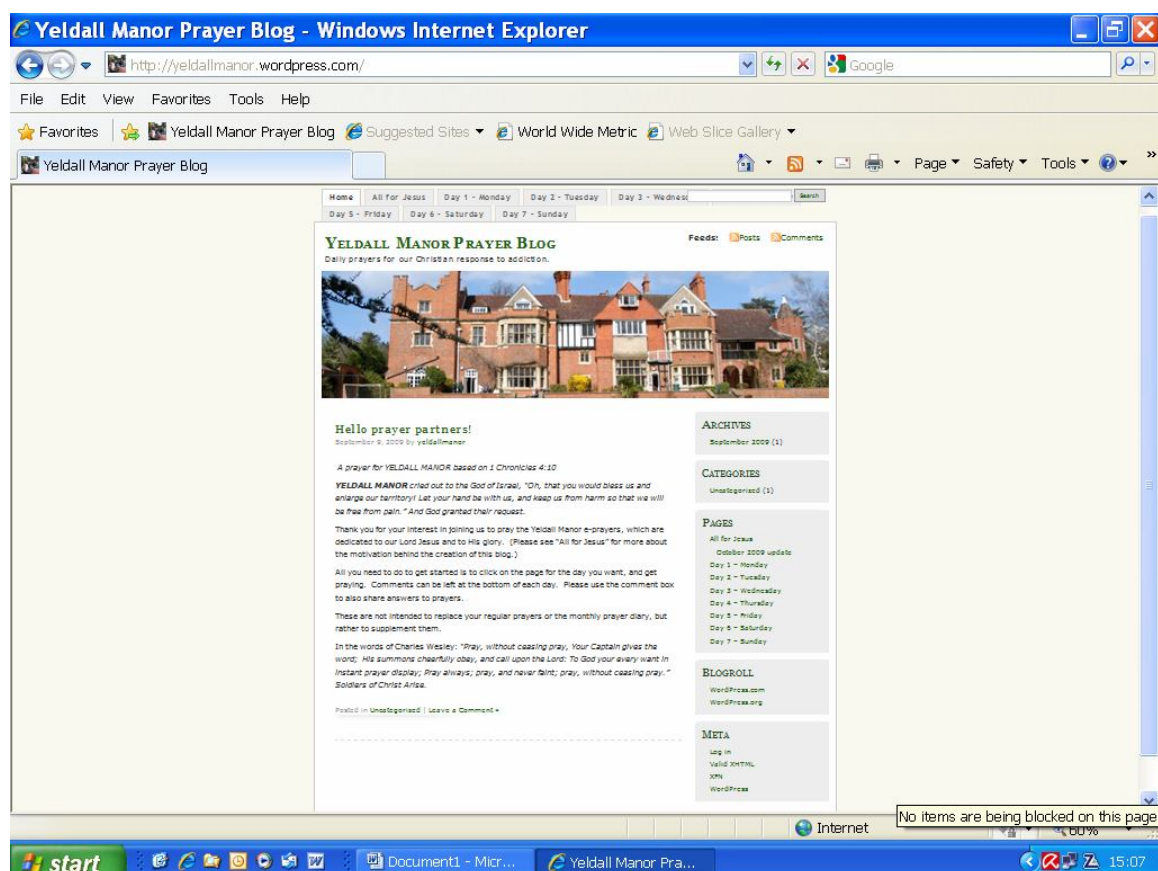 Yeldall Manor Prayer Blog - Windows Internet Explorer
http://yeldallmanor.wordpress.com/
Google
File Edit View Favorites Tools Help
Favorites Yeldall Manor Prayer Blog Suggested Sites World Wide Metric Web Slice Gallery
Yeldall Manor Prayer Blog
Page Safety Tools
Home All for Jesus Day 1 - Monday Day 2 - Tuesday Day 3 - Wednesd Search
Day 5 - Friday Day 6 - Saturday Day 7 - Sunday
YELDALL MANOR PRAYER BLOG
Feeds: Posts Comments
Daily prayers for our Christian response to addiction.
Hello prayer partners!
September 9, 2009 by yeldallmanor
A prayer for YELDALL MANOR based on 1 Chronicles 4:10
YELDALL MANOR cried out to the God of Israel, "Oh, that you would bless us and
enlarge our territory! Let your hand be with us, and keep us from harm so that we will
be free from pain." And God granted their request.
Thank you for your interest in joining us to pray the Yeldall Manor e-prayers, which are
dedicated to our Lord Jesus and to His glory. (Please see "All for Jesus" for more about
the motivation behind the creation of this blog.)
All you need to do to get started is to click on the page for the day you want, and get
praying. Comments can be left at the bottom of each day. Please use the comment box
to also share answers to prayers.
These are not intended to replace your regular prayers or the monthly prayer diary, but
rather to supplement them.
In the words of Charles Wesley: "Pray, without ceasing pray, Your Captain gives the
word; His summons cheerfully obey, and call upon the Lord: To God your every want in
instant prayer display; Pray always; pray, and never faint; pray, without ceasing pray."
Soldiers of Christ Arise.
Posted in Uncategorized | Leave a Comment »
ARCHIVES
September 2009 (1)
CATEGORIES
Uncategorized (1)
PAGES
All for Jesus
October 2009 update
Day 1 – Monday
Day 2 – Tuesday
Day 3 – Wednesday
Day 4 – Thursday
Day 5 – Friday
Day 6 – Saturday
Day 7 – Sunday
BLOGROLL
WordPress.com
WordPress.org
META
Log in
Valid XHTML
XFN
WordPress
No items are being blocked on this page
Internet
60%
start
Document1 - Micr...
Yeldall Manor Pra...
15:07